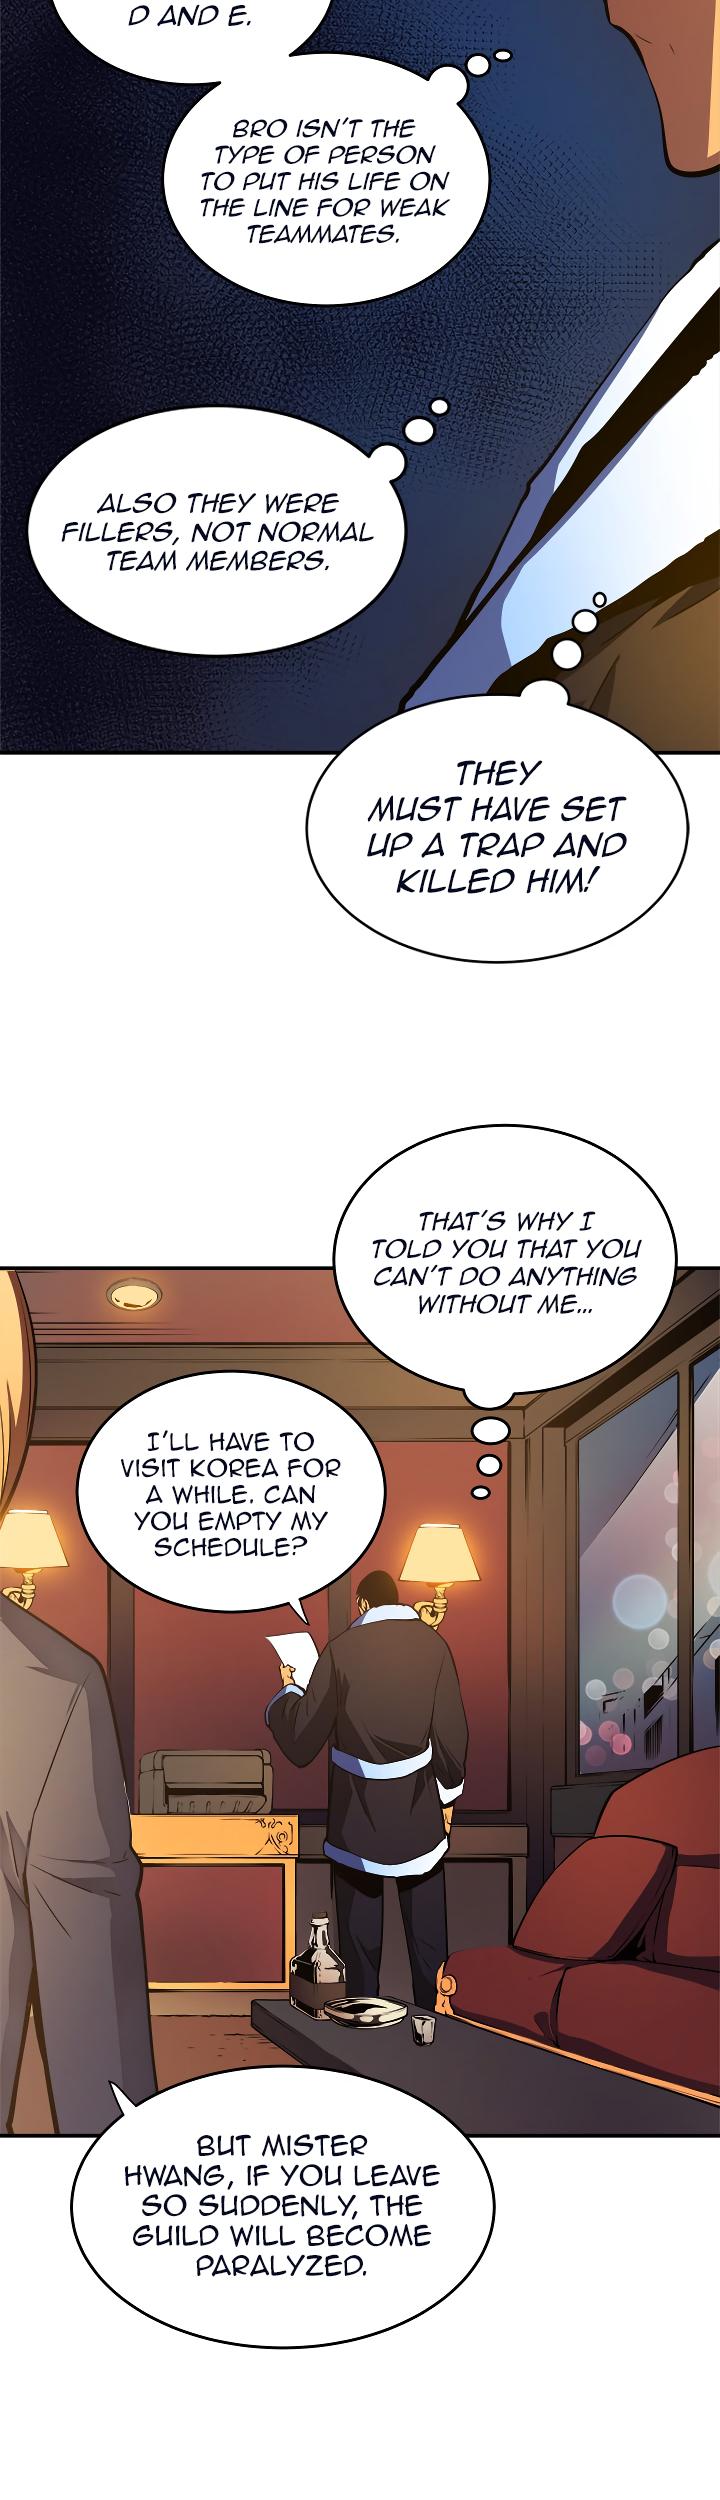 D AND E.
BRO ISN'T THE
TYPE OF PERSON
TO PUT HIS LIFE ON
THE LINE FOR WEAK
TEAMMATES.
ALSO THEY WERE
FILLERS, NOT NORMAL
TEAM MEMBERS.
THEY
MUST HAVE SET
UP A TRAP AND
KILLED HIM!
THAT'S WHY I
TOLD YOU THAT YOU
CAN'T DO ANYTHING
WITHOUT ME...
I'LL HAVE TO
VISIT KOREA FOR
A WHILE. CAN
YOU EMPTY MY
SCHEDULE?
BUT MISTER
HWANG, IF YOU LEAVE
SO SUDDENLY, THE
GUILD WILL BECOME
PARALYZED.